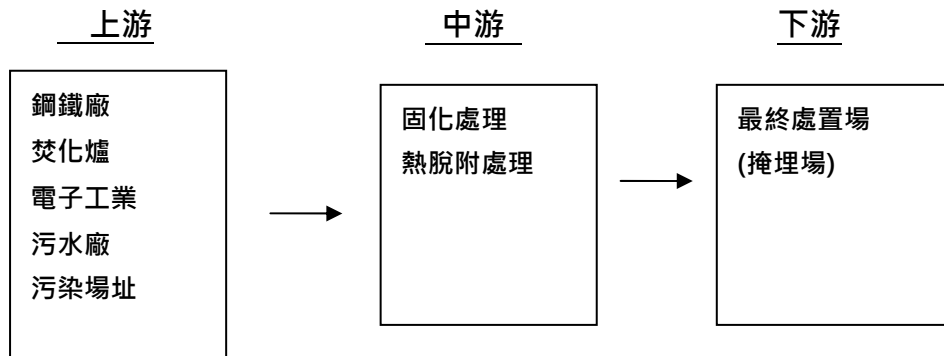 上游
鋼鐵廠
焚化爐
電子工業
污水廠
污染場址
中游
固化處理
熱脫附處理
下游
最終處置場
(掩埋場)